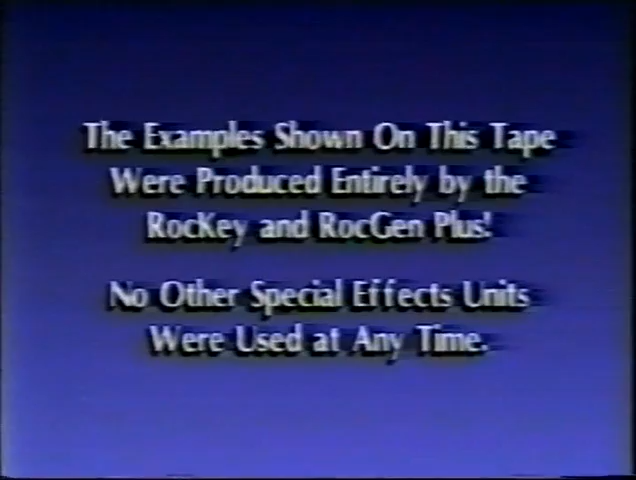 The Examples Shown On This Tape
Were Produced Entirely by the
RocKey and RocGen Plus!
No Other Special Effects Units
Were Used at Any Time.